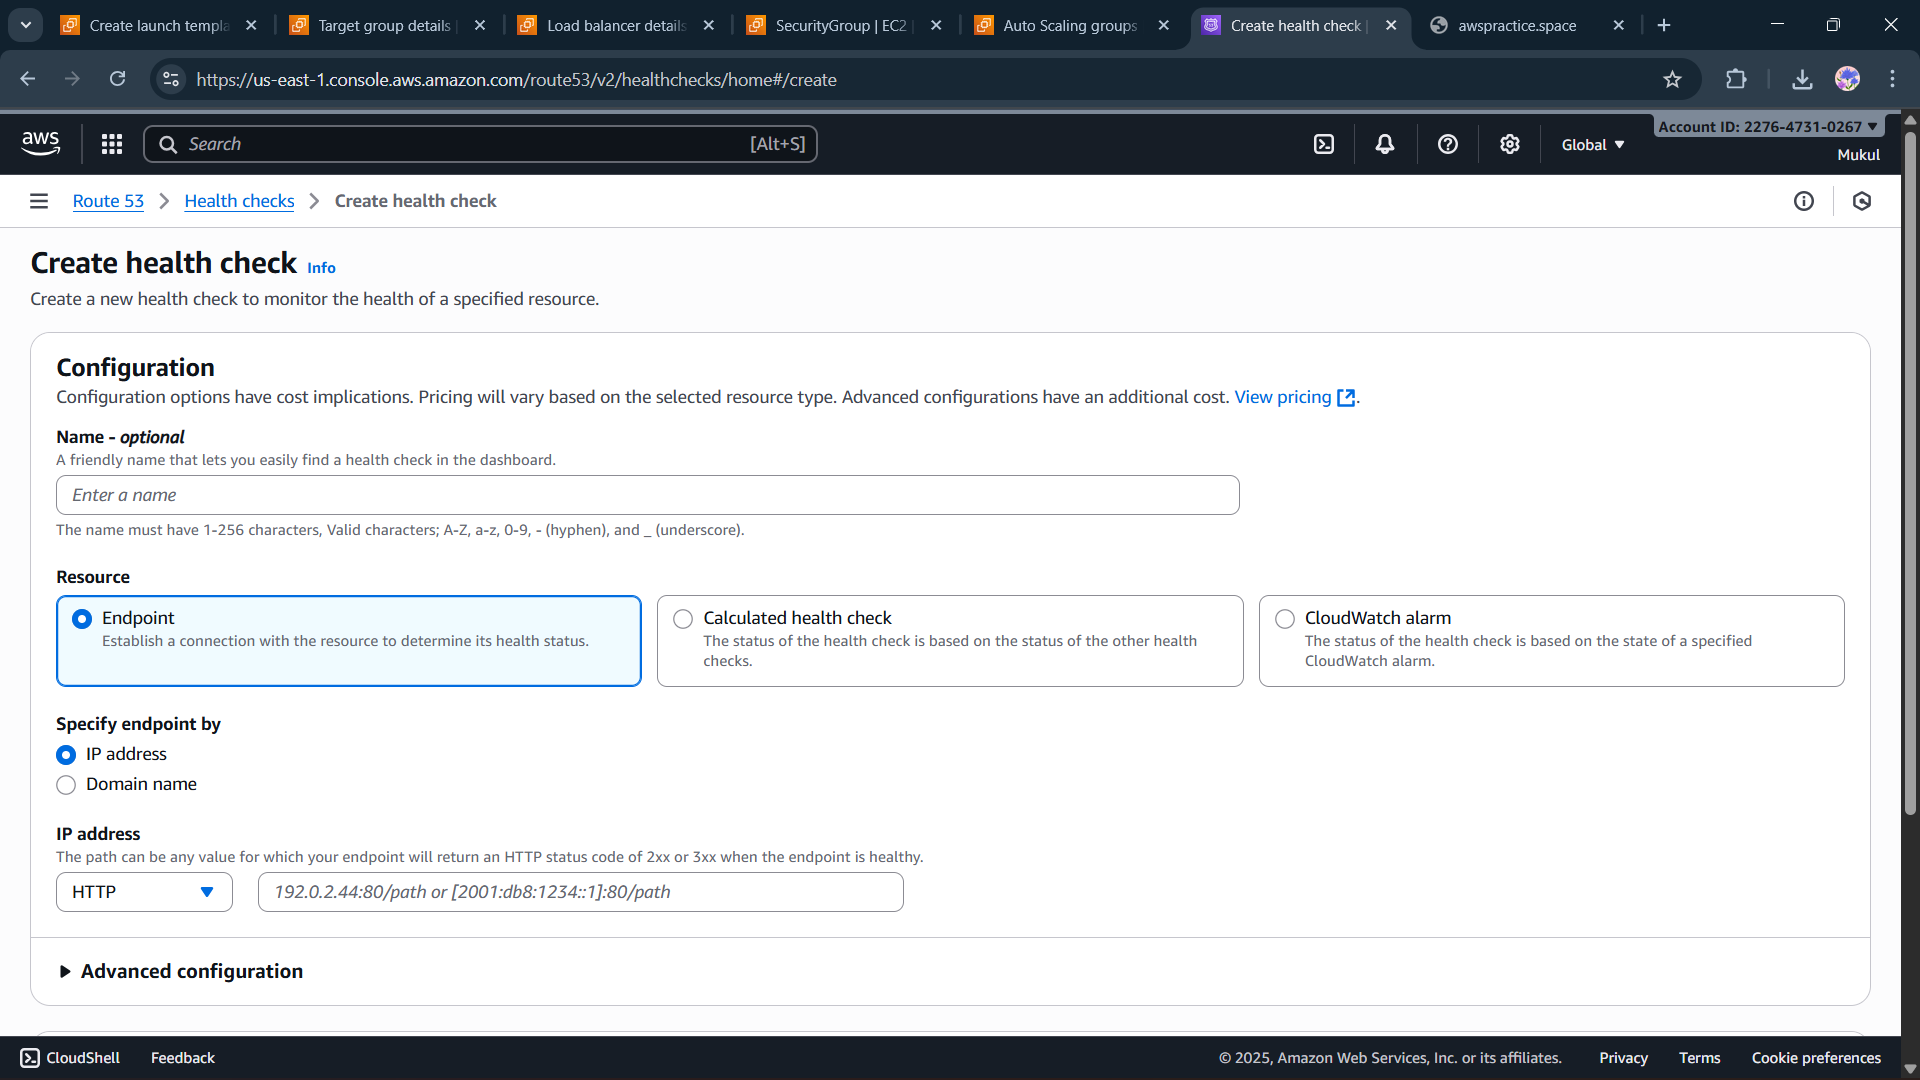 Create launch templa
Target group details
Load balancer details
SecurityGroup | EC2
Auto Scaling groups
Create health check |
awspractice.space
https://us-east-1.console.aws.amazon.com/route53/v2/healthchecks/home#/create
aws
Search
[Alt+S]
Global
Account ID: 2276-4731-0267
Mukul
Route 53
Health checks
Create health check
Create health check
Info
Create a new health check to monitor the health of a specified resource.
Configuration
Configuration options have cost implications. Pricing will vary based on the selected resource type. Advanced configurations have an additional cost. View pricing.
Name - optional
A friendly name that lets you easily find a health check in the dashboard.
Enter a name
The name must have 1-256 characters, Valid characters; A-Z, a-z, 0-9, - (hyphen), and _ (underscore).
Resource
Endpoint
Establish a connection with the resource to determine its health status.
Calculated health check
The status of the health check is based on the status of the other health
checks.
CloudWatch alarm
The status of the health check is based on the state of a specified
CloudWatch alarm.
Specify endpoint by
IP address
Domain name
IP address
The path can be any value for which your endpoint will return an HTTP status code of 2xx or 3xx when the endpoint is healthy.
HTTP
192.0.2.44:80/path or [2001:db8:1234::1]:80/path
Advanced configuration
CloudShell
Feedback
© 2025, Amazon Web Services, Inc. or its affiliates.
Privacy
Terms
Cookie preferences